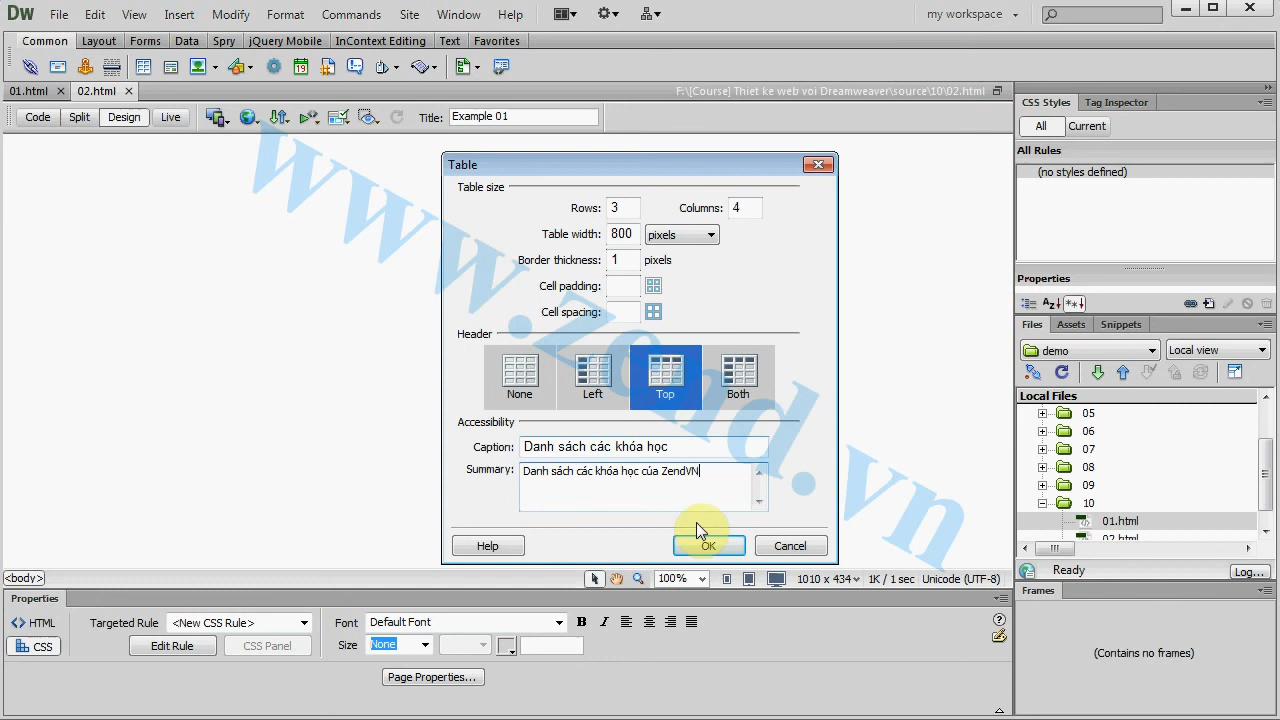 Dw File Edit View Insert Modify Format Commands Site Window Help my workspace
Common Layout Forms Data Spry jQuery Mobile InContext Editing Text Favorites
01.html 02.html F:\[Course] Thiet ke web voi Dreamweaver\source\10\02.html
Code Split Design Live Title: Example 01
Table
Table size
Rows: 3 Columns: 4
Table width: 800 pixels
Border thickness: 1 pixels
Cell padding:
Cell spacing:
Header
None Left Top Both
Accessibility
Caption: Danh sách các khóa học
Summary: Danh sách các khóa học của ZendVN
Help OK Cancel
www.zend.vn
CSS Styles Tag Inspector
All Current
All Rules
(no styles defined)
Properties
Files Assets Snippets
demo Local view
Local Files
05
06
07
08
09
10
01.html
02.html
Ready Log...
<body> 100% 1010 x 434 1K / 1 sec Unicode (UTF-8)
Properties
HTML Targeted Rule <New CSS Rule> Font Default Font B I
CSS Edit Rule CSS Panel Size None
Page Properties...
Frames
(Contains no frames)